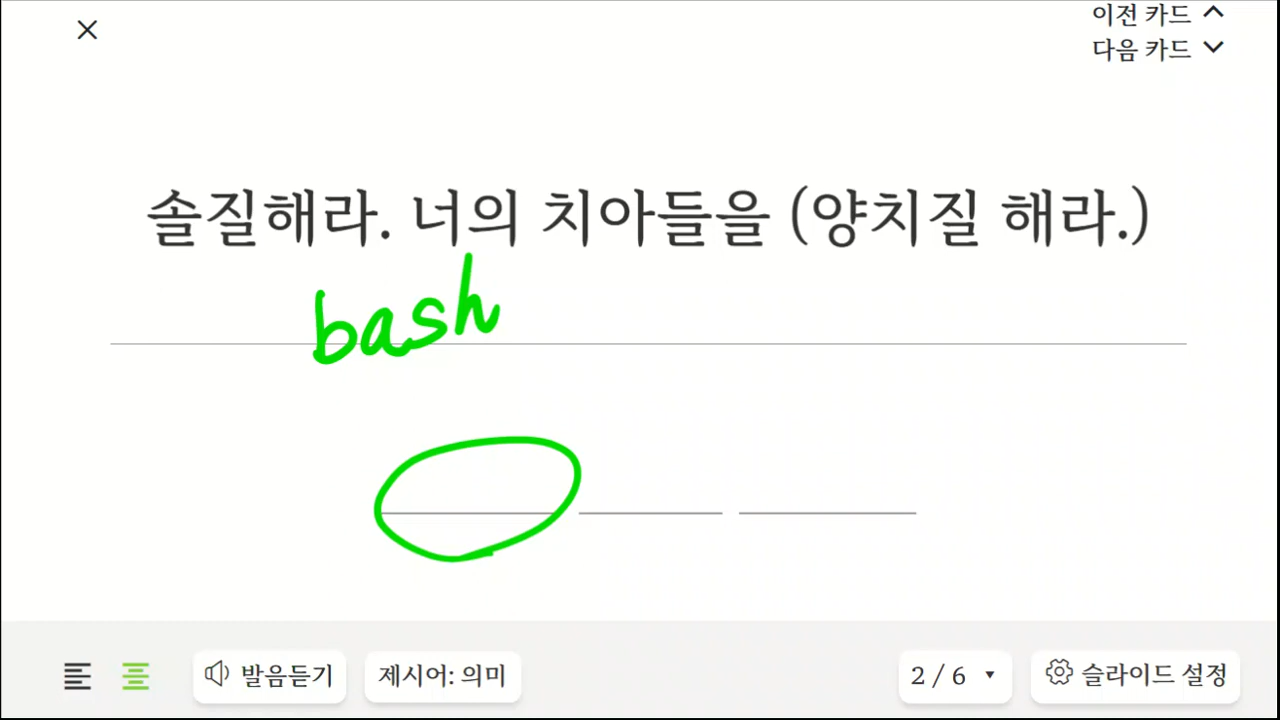 이전 카드
다음 카드
솔질해라. 너의 치아들을 (양치질 해라.)
bash
발음듣기
제시어: 의미
2 / 6
슬라이드 설정